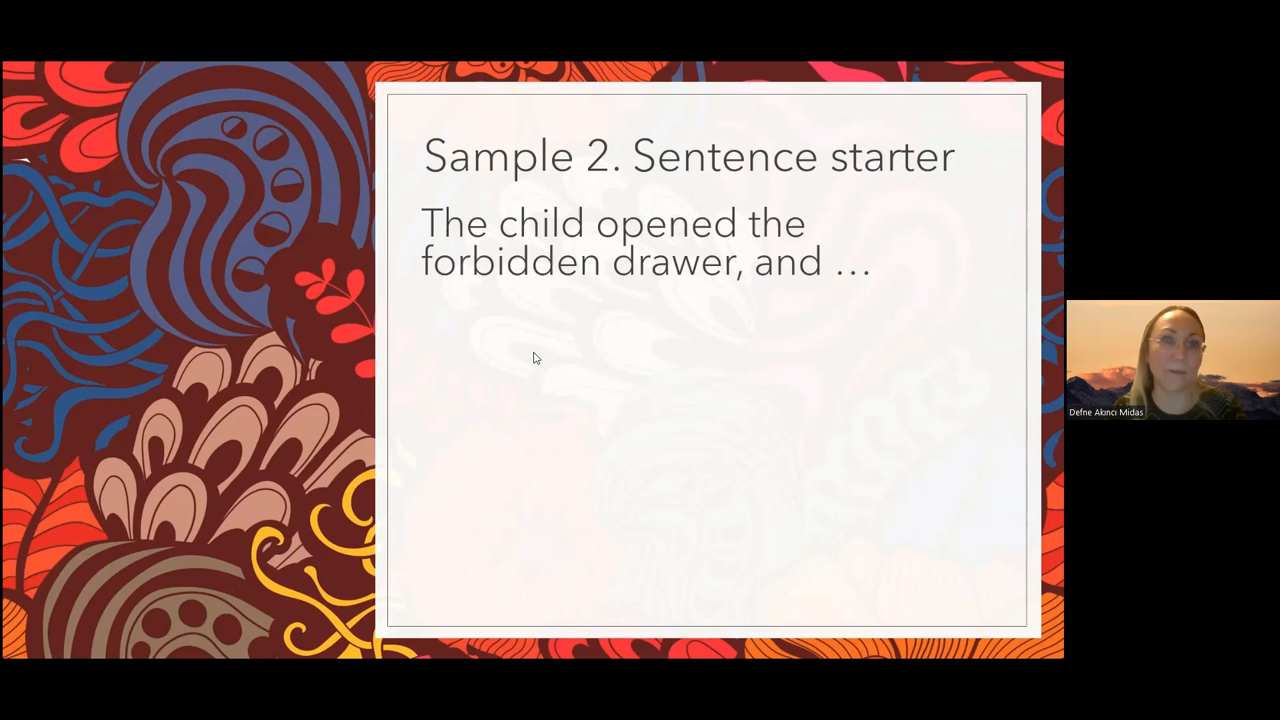 Sample 2. Sentence starter
The child opened the
forbidden drawer, and …
Defne Akıncı Midas